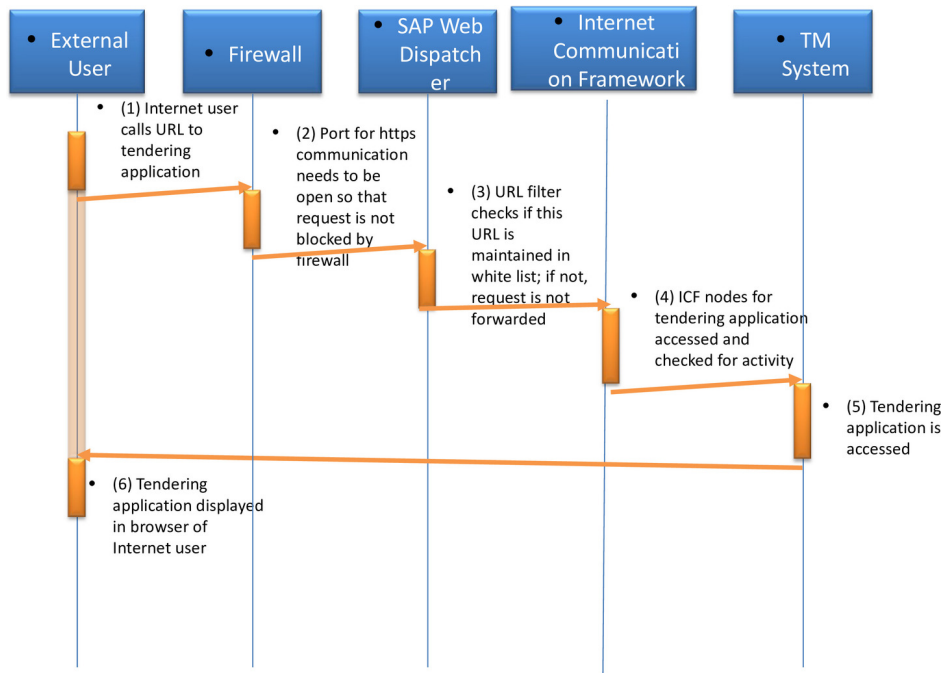 • External
User
• Firewall
• SAP Web
Dispatch
er
• Internet
Communicati
on Framework
• TM
System
• (1) Internet user
calls URL to
tendering
application
• (2) Port for https
communication
needs to be
open so that
request is not
blocked by
firewall
• (3) URL filter
checks if this
URL is
maintained in
white list; if not,
request is not
forwarded
• (4) ICF nodes for
tendering application
accessed and
checked for activity
• (5) Tendering
application is
accessed
• (6) Tendering
application displayed
in browser of
Internet user